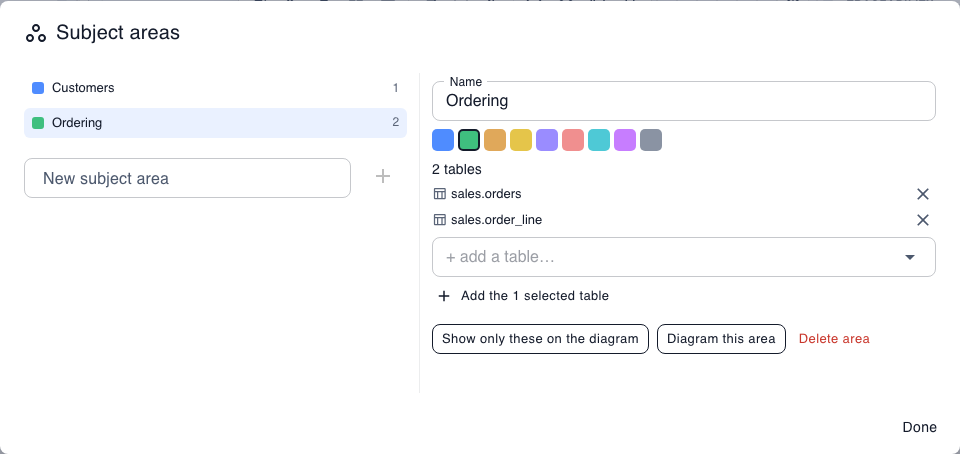 Subject areas
Customers 1
Ordering 2
New subject area
Name
Ordering
2 tables
sales.orders
sales.order_line
+ add a table…
Add the 1 selected table
Show only these on the diagram
Diagram this area
Delete area
Done